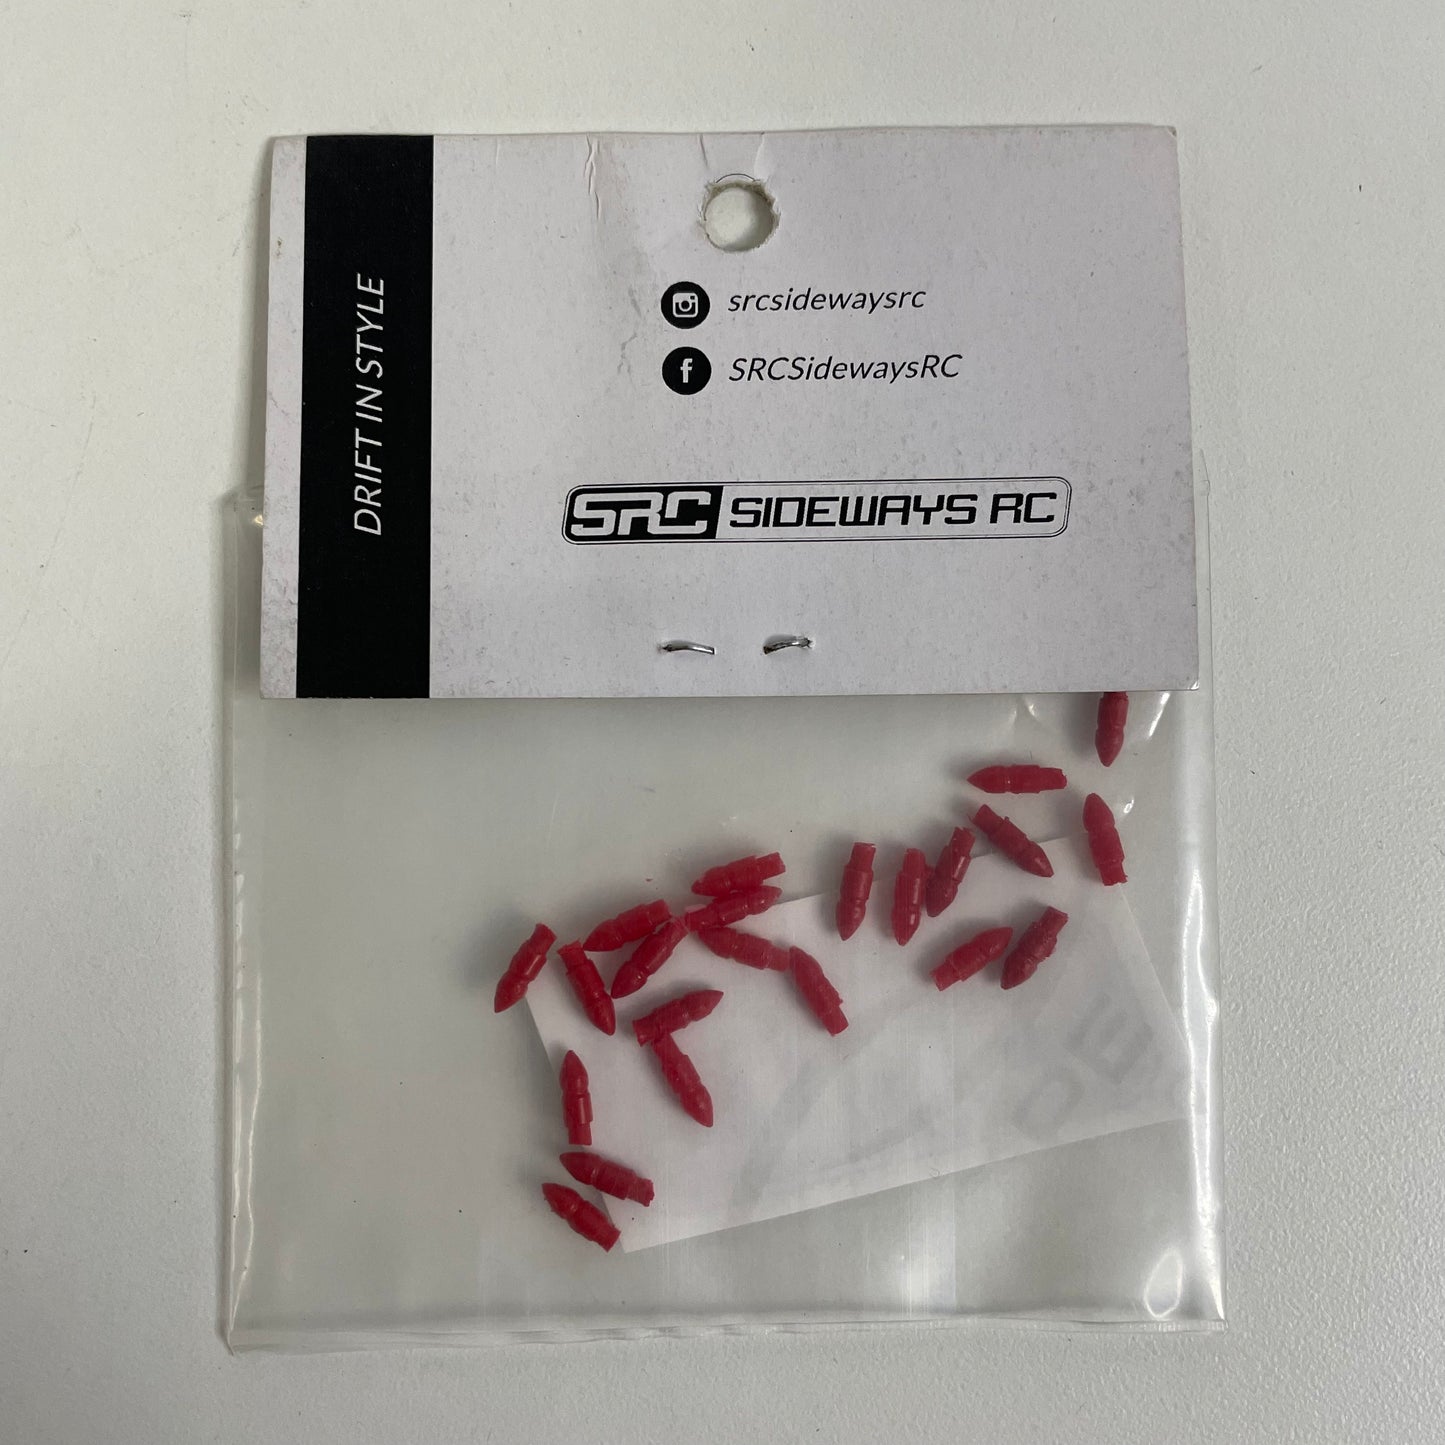 DRIFT IN STYLE
srcsidewaysrc
SRCSidewaysRC
SRC SIDEWAYS RC